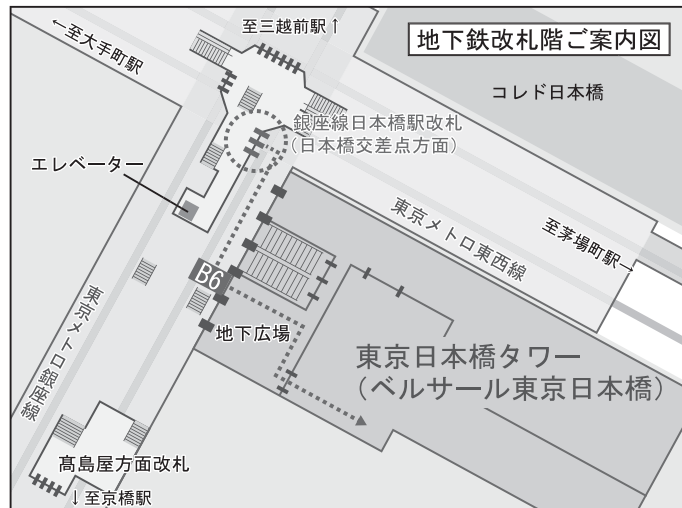 地下鉄改札階ご案内図
至三越前駅↑
←至大手町駅
コレド日本橋
銀座線日本橋駅改札
(日本橋交差点方面)
エレベーター
東京メトロ東西線
至茅場町駅→
B6
東京メトロ銀座線
地下広場
東京日本橋タワー
(ベルサール東京日本橋)
髙島屋方面改札
↓至京橋駅